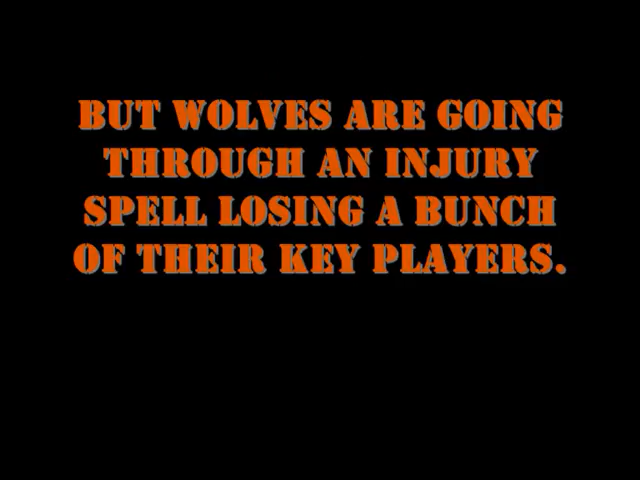 BUT WOLVES ARE GOING
THROUGH AN INJURY
SPELL LOSING A BUNCH
OF THEIR KEY PLAYERS.